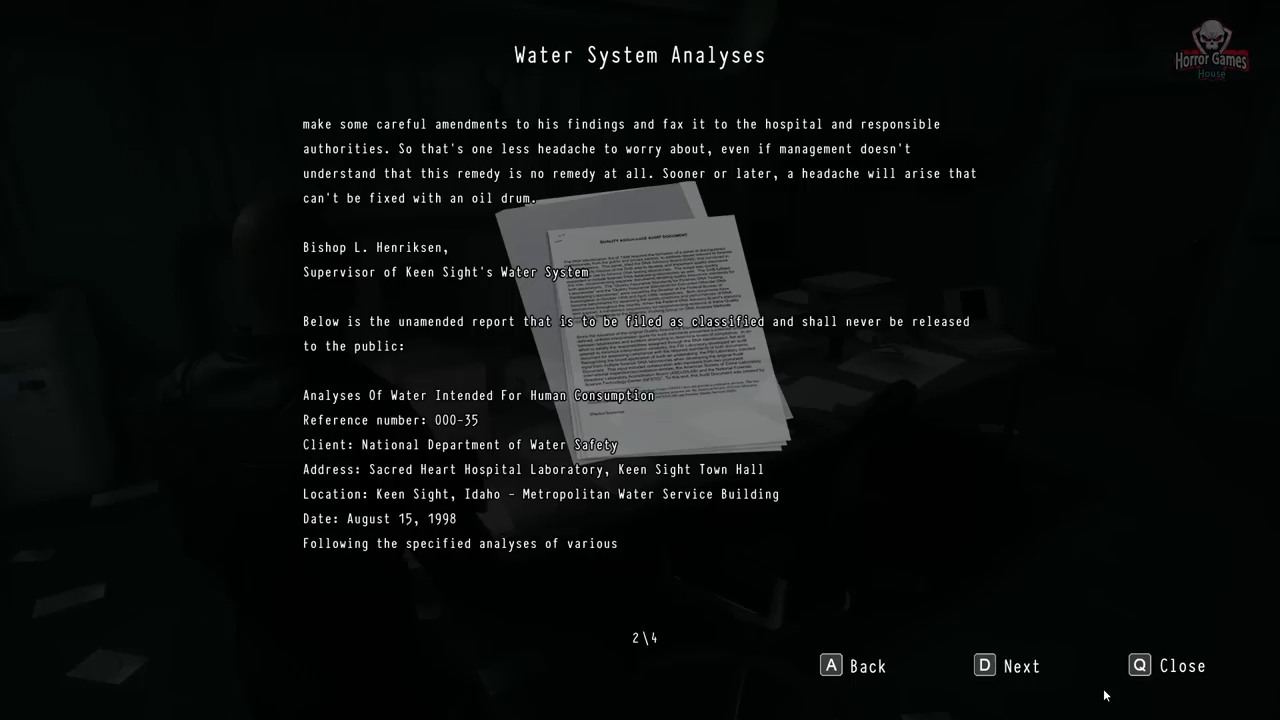 Water System Analyses
Horror Games
House
make some careful amendments to his findings and fax it to the hospital and responsible
authorities. So that's one less headache to worry about, even if management doesn't
understand that this remedy is no remedy at all. Sooner or later, a headache will arise that
can't be fixed with an oil drum.
Bishop L. Henriksen,
Supervisor of Keen Sight's Water System
Below is the unamended report that is to be filed as classified and shall never be released
to the public:
Analyses Of Water Intended For Human Consumption
Reference number: 000-35
Client: National Department of Water Safety
Address: Sacred Heart Hospital Laboratory, Keen Sight Town Hall
Location: Keen Sight, Idaho - Metropolitan Water Service Building
Date: August 15, 1998
Following the specified analyses of various
QUALITY ASSURANCE AUDIT DOCUMENT
2\4
A Back
D Next
Q Close